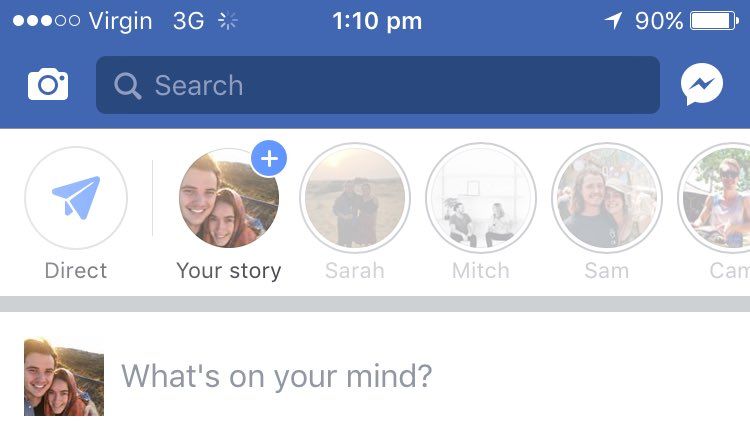 Virgin 3G 1:10 pm 90%
Search
Direct Your story Sarah Mitch Sam Cam
What's on your mind?